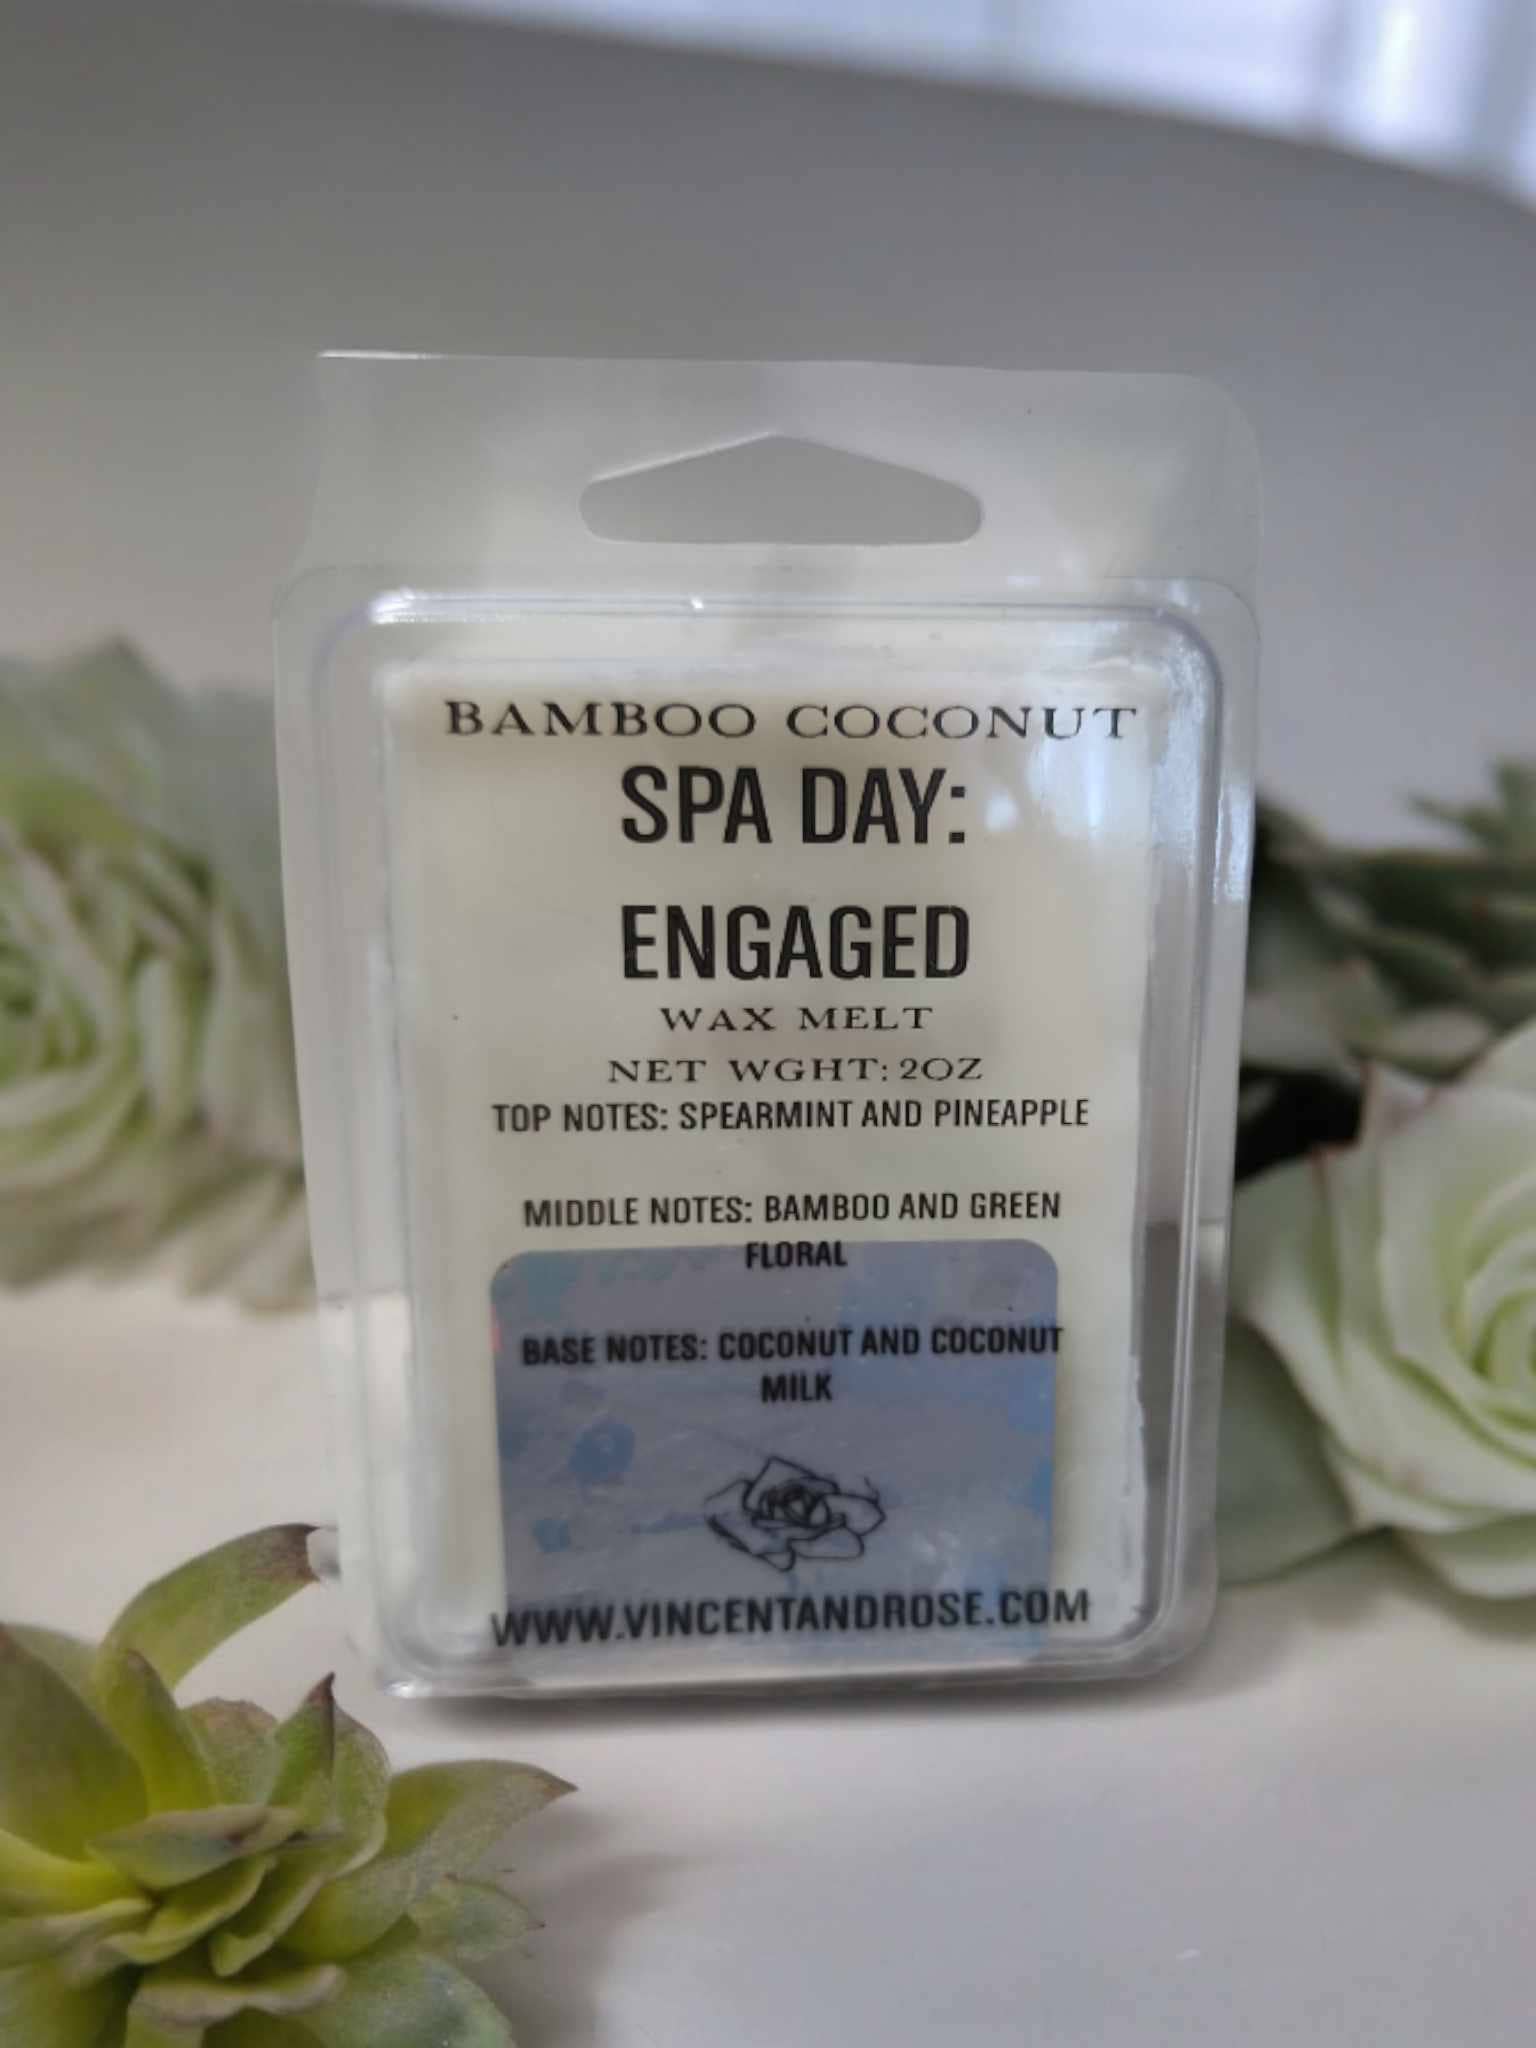 BAMBOO COCONUT
SPA DAY:
ENGAGED
WAX MELT
NET WGHT: 2OZ
TOP NOTES: SPEARMINT AND PINEAPPLE
MIDDLE NOTES: BAMBOO AND GREEN
FLORAL
BASE NOTES: COCONUT AND COCONUT
MILK
WWW.VINCENTANDROSE.COM